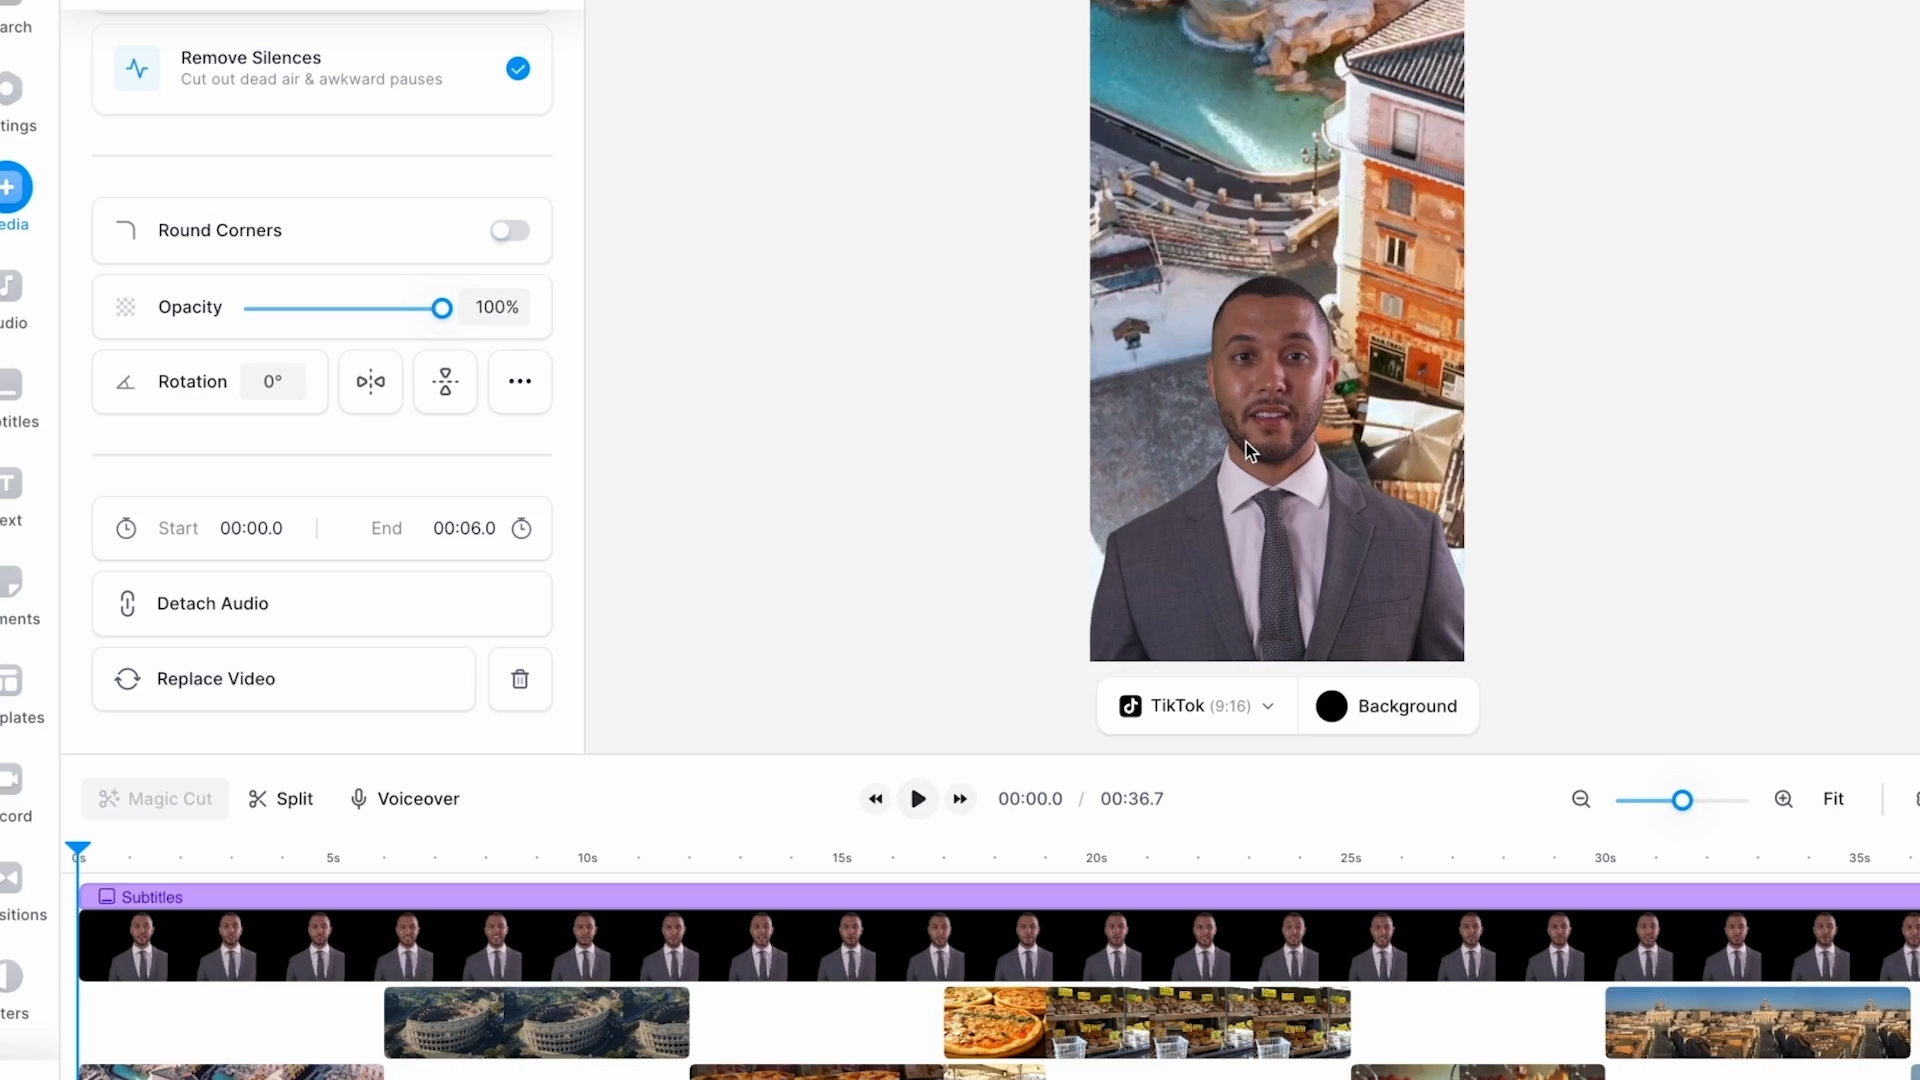 arch
tings
edia
udio
titles
ext
ments
plates
cord
sitions
ters
Remove Silences
Cut out dead air & awkward pauses
Round Corners
Opacity 100%
Rotation 0°
Start 00:00.0 End 00:06.0
Detach Audio
Replace Video
TikTok (9:16) Background
Magic Cut Split Voiceover 00:00.0 / 00:36.7 Fit
0s 5s 10s 15s 20s 25s 30s 35s
Subtitles